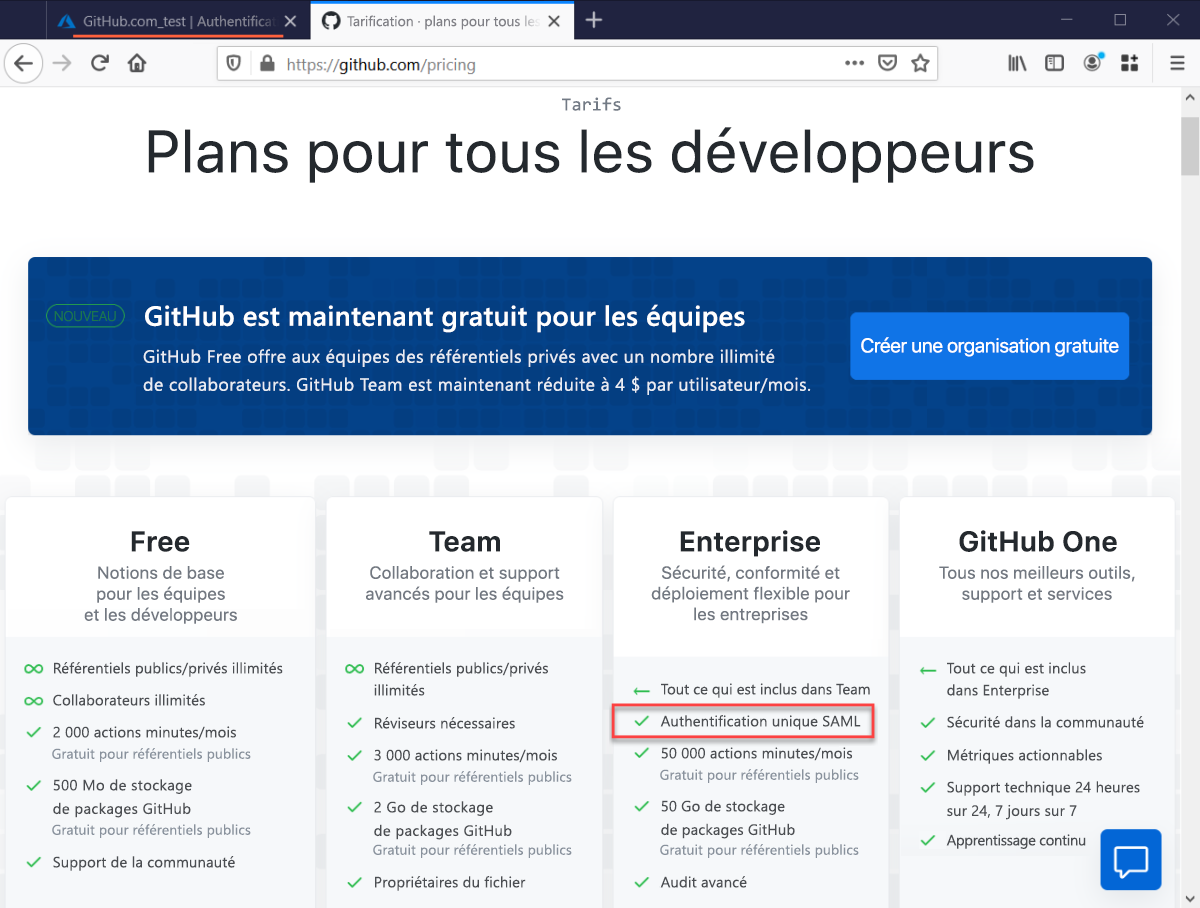 GitHub.com_test | Authentifica
Tarification · plans pour tous les
https://github.com/pricing
Tarifs
Plans pour tous les développeurs
NOUVEAU
GitHub est maintenant gratuit pour les équipes
GitHub Free offre aux équipes des référentiels privés avec un nombre illimité
de collaborateurs. GitHub Team est maintenant réduite à 4 $ par utilisateur/mois.
Créer une organisation gratuite
Free
Notions de base
pour les équipes
et les développeurs
Référentiels publics/privés illimités
Collaborateurs illimités
2 000 actions minutes/mois
Gratuit pour référentiels publics
500 Mo de stockage
de packages GitHub
Gratuit pour référentiels publics
Support de la communauté
Team
Collaboration et support
avancés pour les équipes
Référentiels publics/privés
illimités
Réviseurs nécessaires
3 000 actions minutes/mois
Gratuit pour référentiels publics
2 Go de stockage
de packages GitHub
Gratuit pour référentiels publics
Propriétaires du fichier
Enterprise
Sécurité, conformité et
déploiement flexible pour
les entreprises
Tout ce qui est inclus dans Team
Authentification unique SAML
50 000 actions minutes/mois
Gratuit pour référentiels publics
50 Go de stockage
de packages GitHub
Gratuit pour référentiels publics
Audit avancé
GitHub One
Tous nos meilleurs outils,
support et services
Tout ce qui est inclus
dans Enterprise
Sécurité dans la communauté
Métriques actionnables
Support technique 24 heures
sur 24, 7 jours sur 7
Apprentissage continu